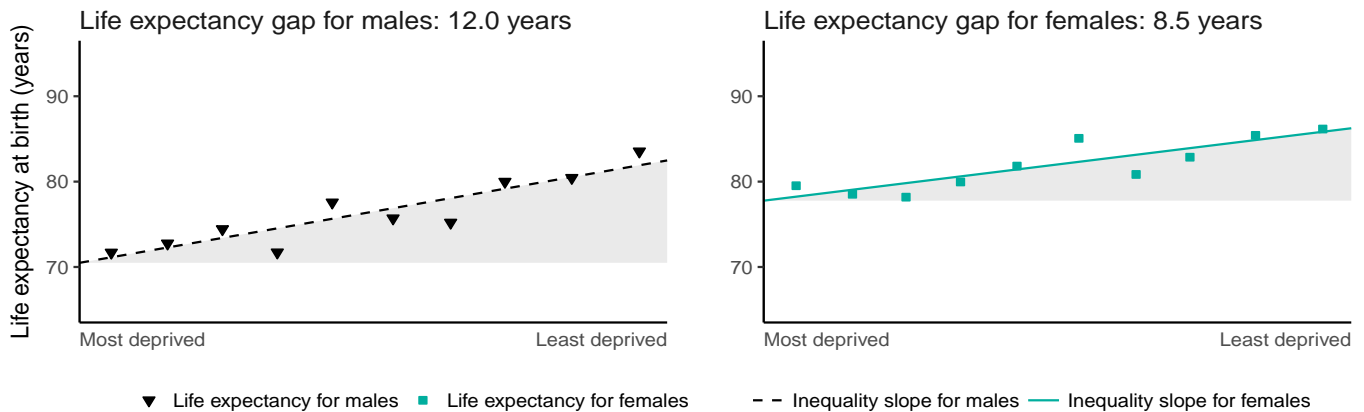 Life expectancy gap for males: 12.0 years
Life expectancy at birth (years)
90
80
70
Most deprived Least deprived
Life expectancy gap for females: 8.5 years
90
80
70
Most deprived Least deprived
Life expectancy for males Life expectancy for females Inequality slope for males Inequality slope for females